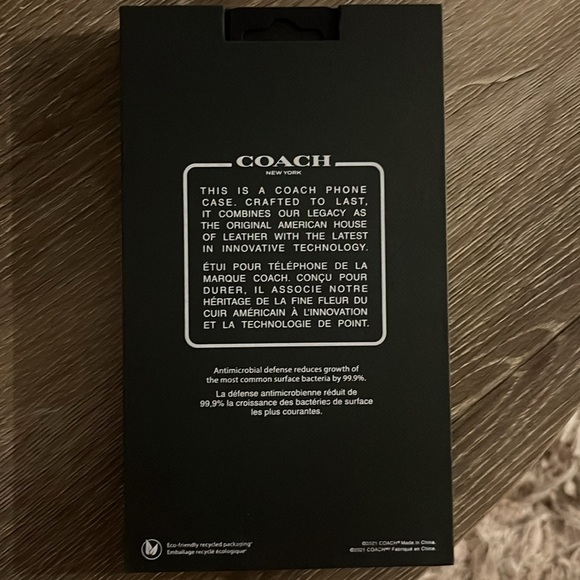 COACH
NEW YORK
THIS IS A COACH PHONE
CASE. CRAFTED TO LAST,
IT COMBINES OUR LEGACY AS
THE ORIGINAL AMERICAN HOUSE
OF LEATHER WITH THE LATEST
IN INNOVATIVE TECHNOLOGY.
ÉTUI POUR TÉLÉPHONE DE LA
MARQUE COACH. CONÇU POUR
DURER, IL ASSOCIE NOTRE
HÉRITAGE DE LA FINE FLEUR DU
CUIR AMÉRICAIN À L'INNOVATION
ET LA TECHNOLOGIE DE POINT.
Antimicrobial defense reduces growth of
the most common surface bacteria by 99.9%.
La défense antimicrobienne réduit de
99,9% la croissance des bactéries de surface
les plus courantes.
Eco-friendly recycled packaging*
Emballage recyclé écologique*
©2021 COACH® Made in China.
©2021 COACH® Fabriqué en China.